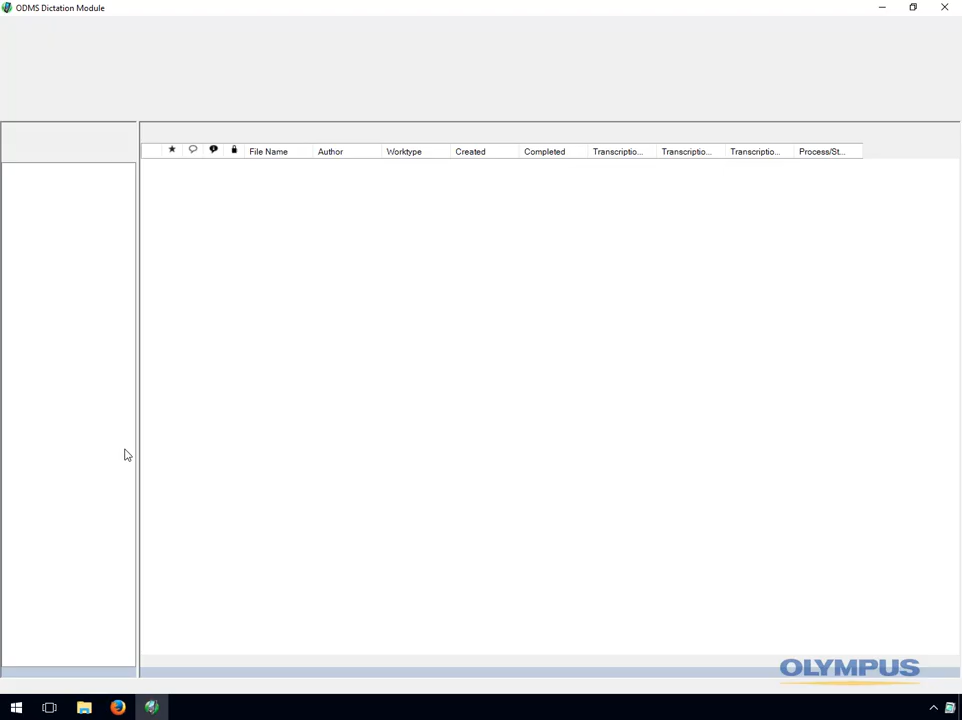 ODMS Dictation Module
File Name Author Worktype Created Completed Transcriptio... Transcriptio... Transcriptio... Process/St...
OLYMPUS